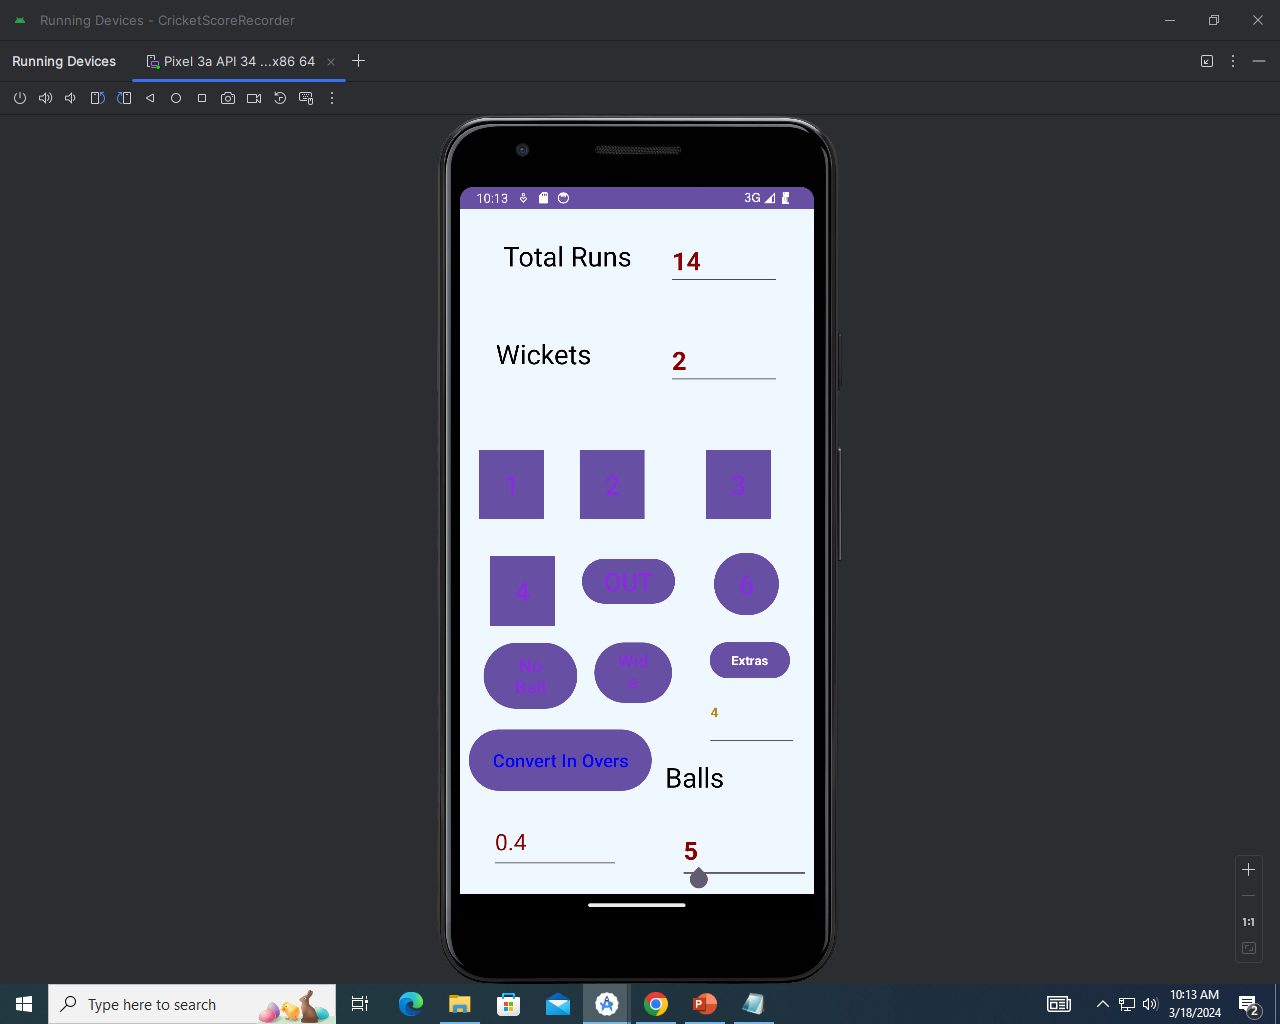 Running Devices - CricketScoreRecorder
Running Devices
Pixel 3a API 34 ...x86 64
10:13
3G
Total Runs
14
Wickets
2
1
2
3
4
OUT
6
No
Ball
Wid
e
Extras
4
Convert In Overs
Balls
0.4
5
1:1
Type here to search
10:13 AM
3/18/2024
2